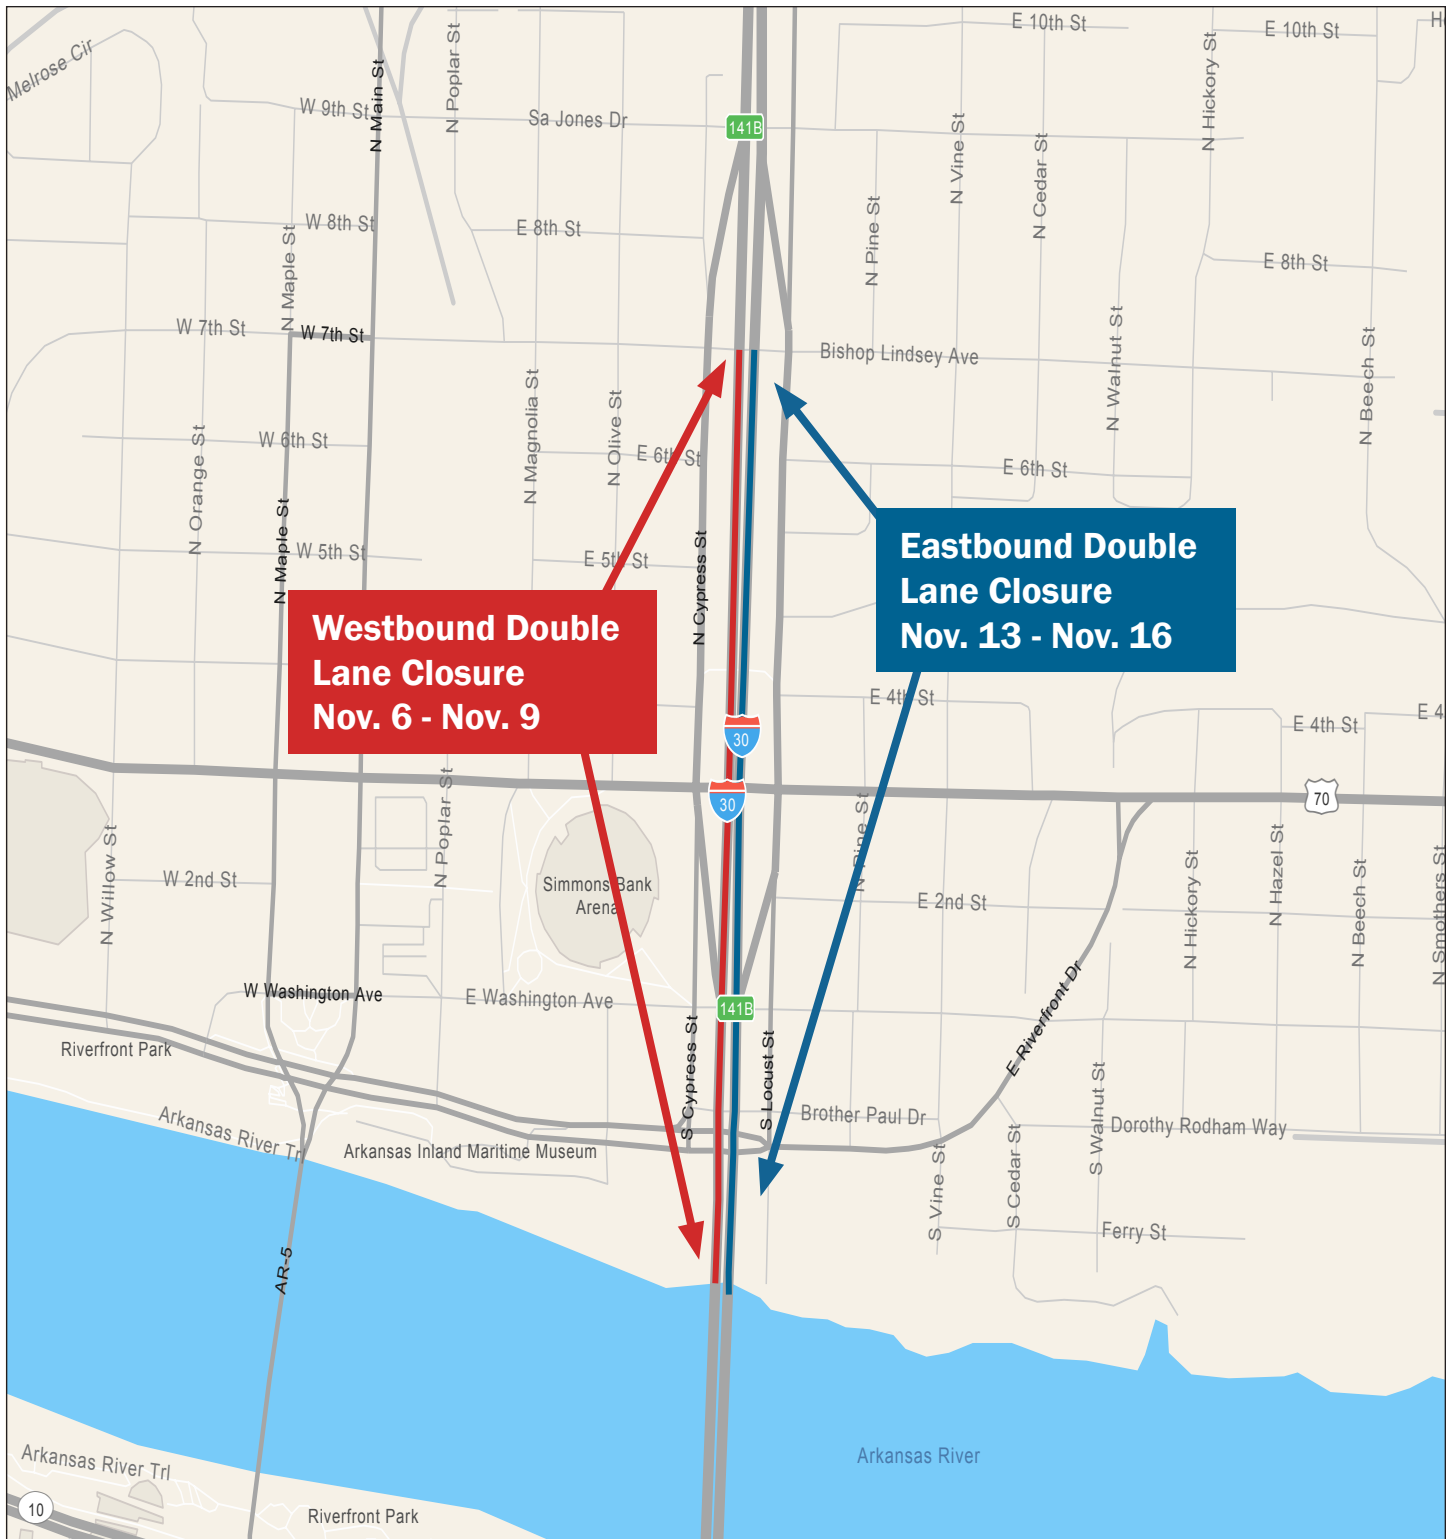 E 10th St
E 10th St
H
Melrose Cir
N Main St
N Poplar St
W 9th St
Sa Jones Dr
141B
N Vine St
N Cedar St
N Hickory St
N Pine St
W 8th St
E 8th St
E 8th St
N Maple St
W 7th St
W 7th St
Bishop Lindsey Ave
N Walnut St
N Beech St
N Orange St
W 6th St
N Magnolia St
N Olive St
E 6th St
E 6th St
N Maple St
W 5th St
E 5th St
N Cypress St
Eastbound Double
Lane Closure
Nov. 13 - Nov. 16
Westbound Double
Lane Closure
Nov. 6 - Nov. 9
E 4th St
E 4th St
E 4
30
30
70
N Willow St
W 2nd St
N Poplar St
Simmons Bank
Arena
N Pine St
E 2nd St
N Hickory St
N Hazel St
N Beech St
N Smothers St
W Washington Ave
E Washington Ave
141B
E Riverfront Dr
Riverfront Park
S Cypress St
S Locust St
Arkansas River Trl
Arkansas Inland Maritime Museum
Brother Paul Dr
Dorothy Rodham Way
S Vine St
S Cedar St
S Walnut St
Ferry St
AR-5
Arkansas River
Arkansas River Trl
10
Riverfront Park